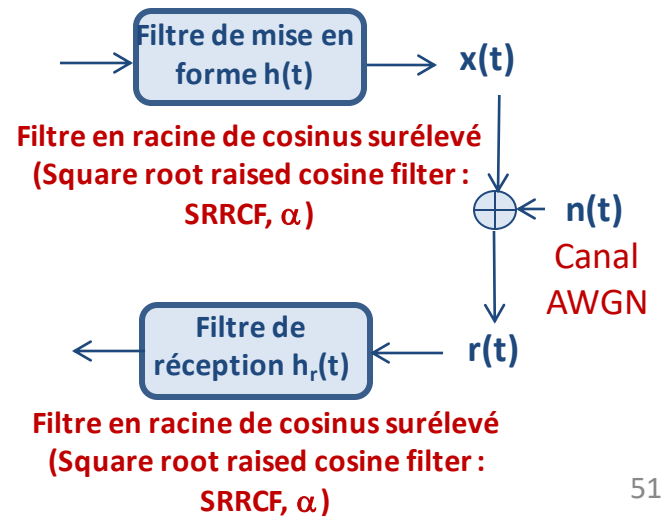 Filtre de mise en
forme h(t)
x(t)
Filtre en racine de cosinus surélevé
(Square root raised cosine filter :
SRRCF, α)
n(t)
Canal
AWGN
r(t)
Filtre de
réception hᵣ(t)
Filtre en racine de cosinus surélevé
(Square root raised cosine filter :
SRRCF, α)
51